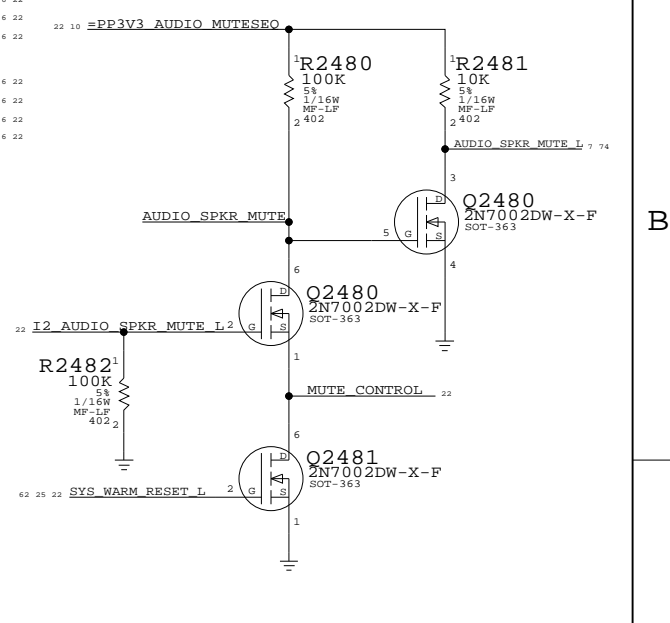 6 22
6 22
6 22
6 22
6 22
6 22
6 22
22 10 =PP3V3_AUDIO_MUTESEQ
1 R2480
100K
5%
1/16W
MF-LF
2 402
1 R2481
10K
5%
1/16W
MF-LF
2 402
AUDIO_SPKR_MUTE_L 7 74
3
D
Q2480
2N7002DW-X-F
SOT-363
5 G S
4
AUDIO_SPKR_MUTE
B
6
D
Q2480
2N7002DW-X-F
SOT-363
22 I2_AUDIO_SPKR_MUTE_L 2 G S
1
R2482 1
100K
5%
1/16W
MF-LF
402 2
MUTE_CONTROL 22
6
D
Q2481
2N7002DW-X-F
SOT-363
62 25 22 SYS_WARM_RESET_L 2 G S
1